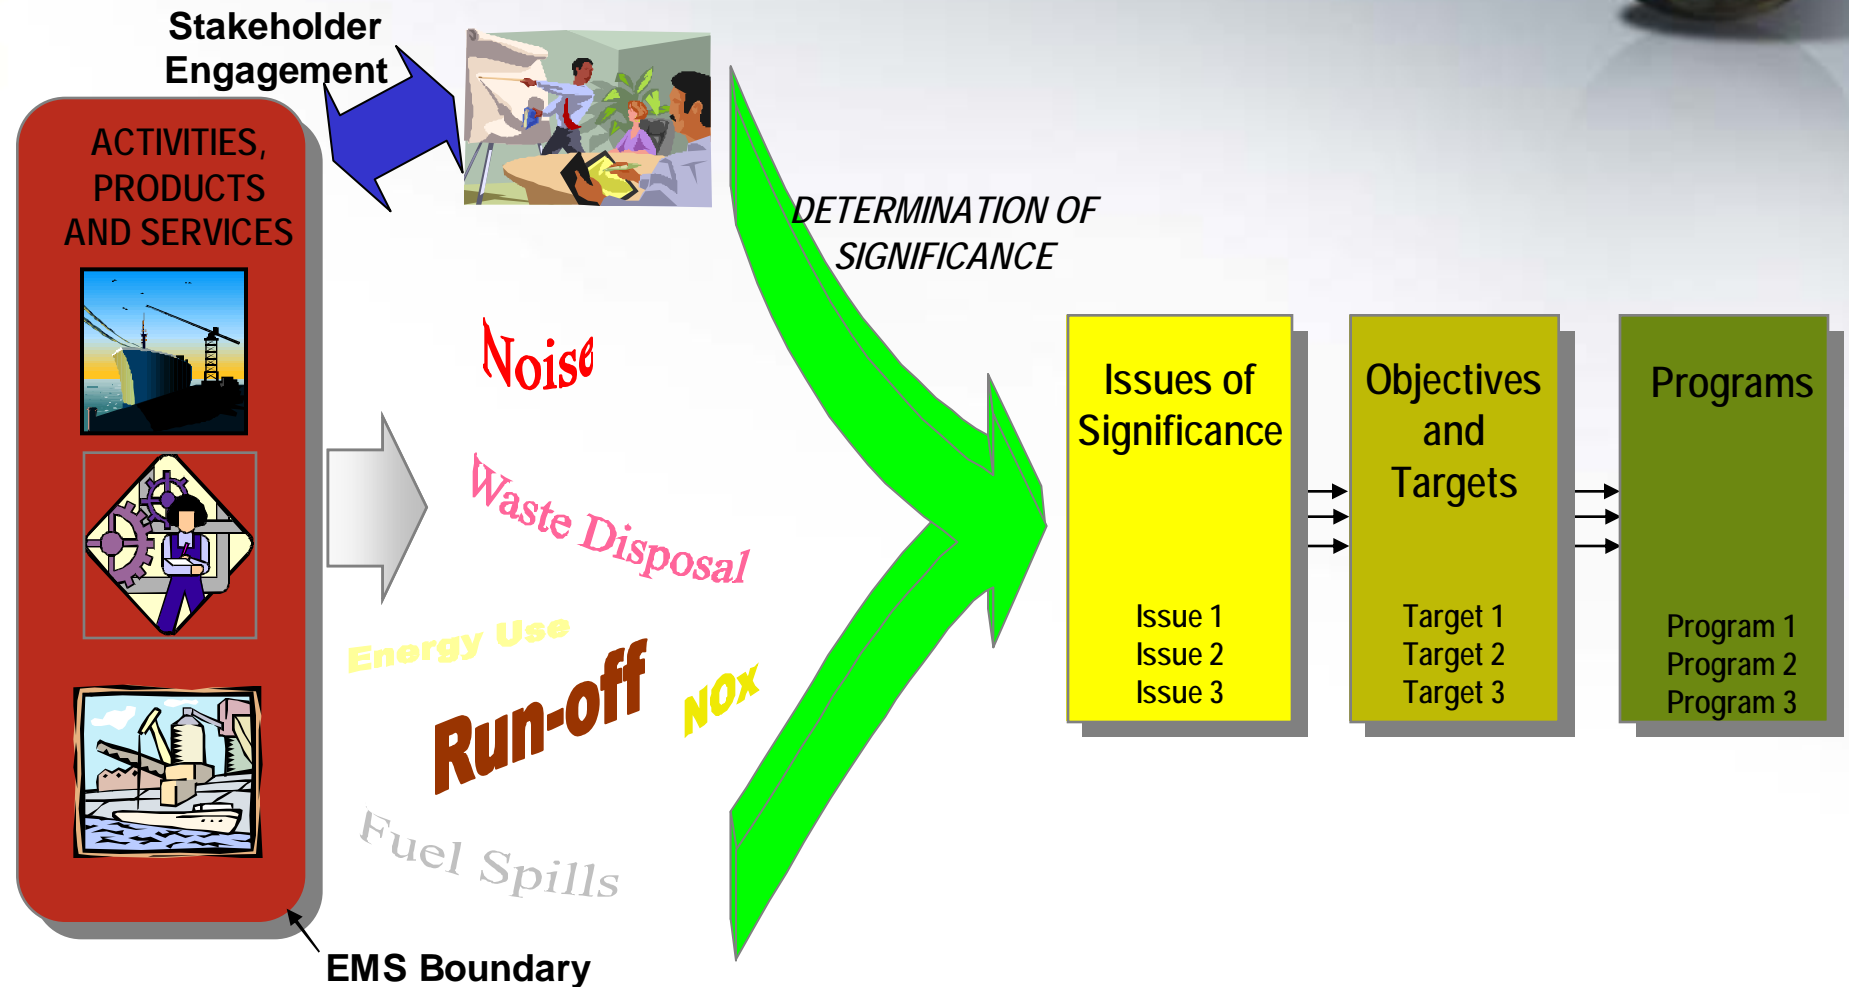 Stakeholder
Engagement
ACTIVITIES,
PRODUCTS
AND SERVICES
DETERMINATION OF
SIGNIFICANCE
Noise
Waste Disposal
Energy Use
Run-off
NOx
Fuel Spills
EMS Boundary
Issues of
Significance
Issue 1
Issue 2
Issue 3
Objectives
and
Targets
Target 1
Target 2
Target 3
Programs
Program 1
Program 2
Program 3